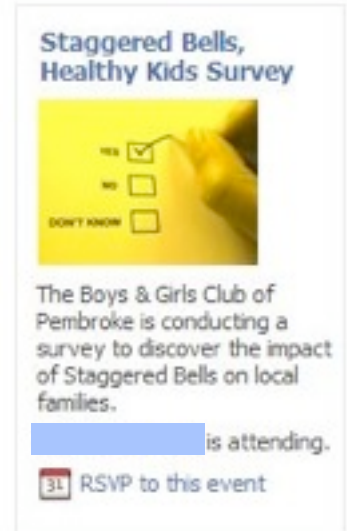 Staggered Bells,
Healthy Kids Survey
YES
NO
DON'T KNOW
The Boys & Girls Club of
Pembroke is conducting a
survey to discover the impact
of Staggered Bells on local
families.
is attending.
31 RSVP to this event